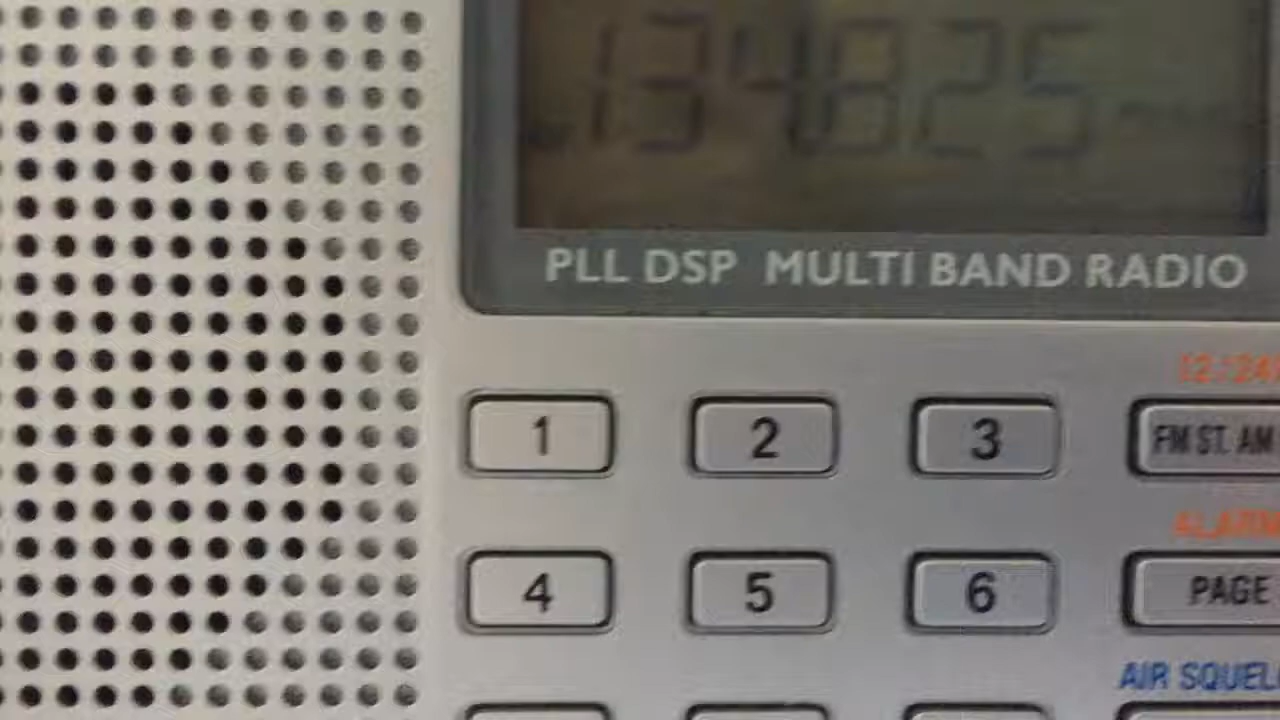 134825
PLL DSP MULTI BAND RADIO
12/24
1 2 3 FM ST. AM
ALARM
4 5 6 PAGE
AIR SQUEL